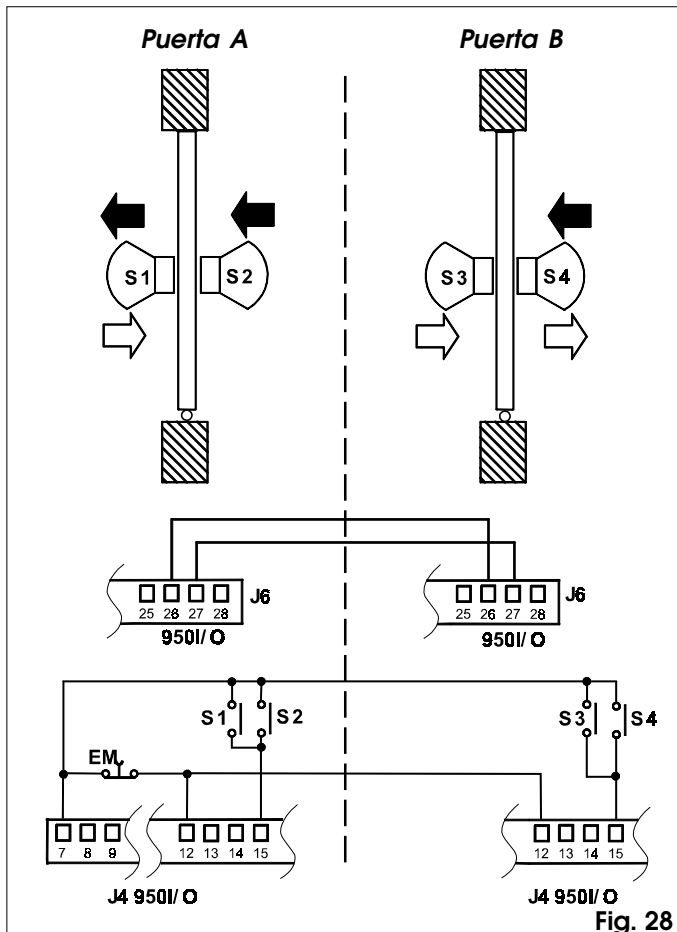 Puerta A Puerta B
S1 S2 S3 S4
25 26 27 28 J6 25 26 27 28 J6
950I/O 950I/O
S1 S2 S3 S4
EM
7 8 9 12 13 14 15 12 13 14 15
J4 950I/O J4 950I/O
Fig. 28